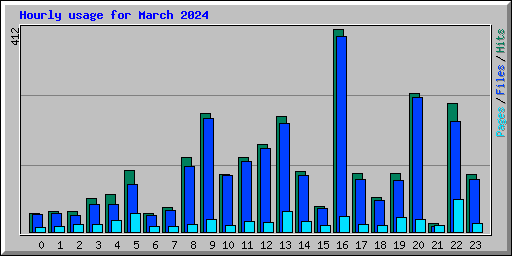 Hourly usage for March 2024
412
Pages / Files / Hits
0 1 2 3 4 5 6 7 8 9 10 11 12 13 14 15 16 17 18 19 20 21 22 23